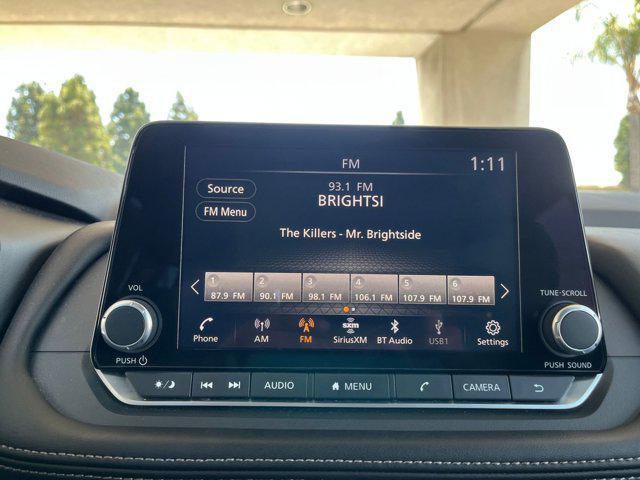 FM
1:11
Source
93.1 FM
BRIGHTSI
FM Menu
The Killers - Mr. Brightside
1 2 3 4 5 6
87.9 FM 90.1 FM 98.1 FM 106.1 FM 107.9 FM 107.9 FM
VOL
TUNE·SCROLL
Phone AM FM SiriusXM BT Audio USB1 Settings
sxm
PUSH
PUSH SOUND
AUDIO MENU CAMERA